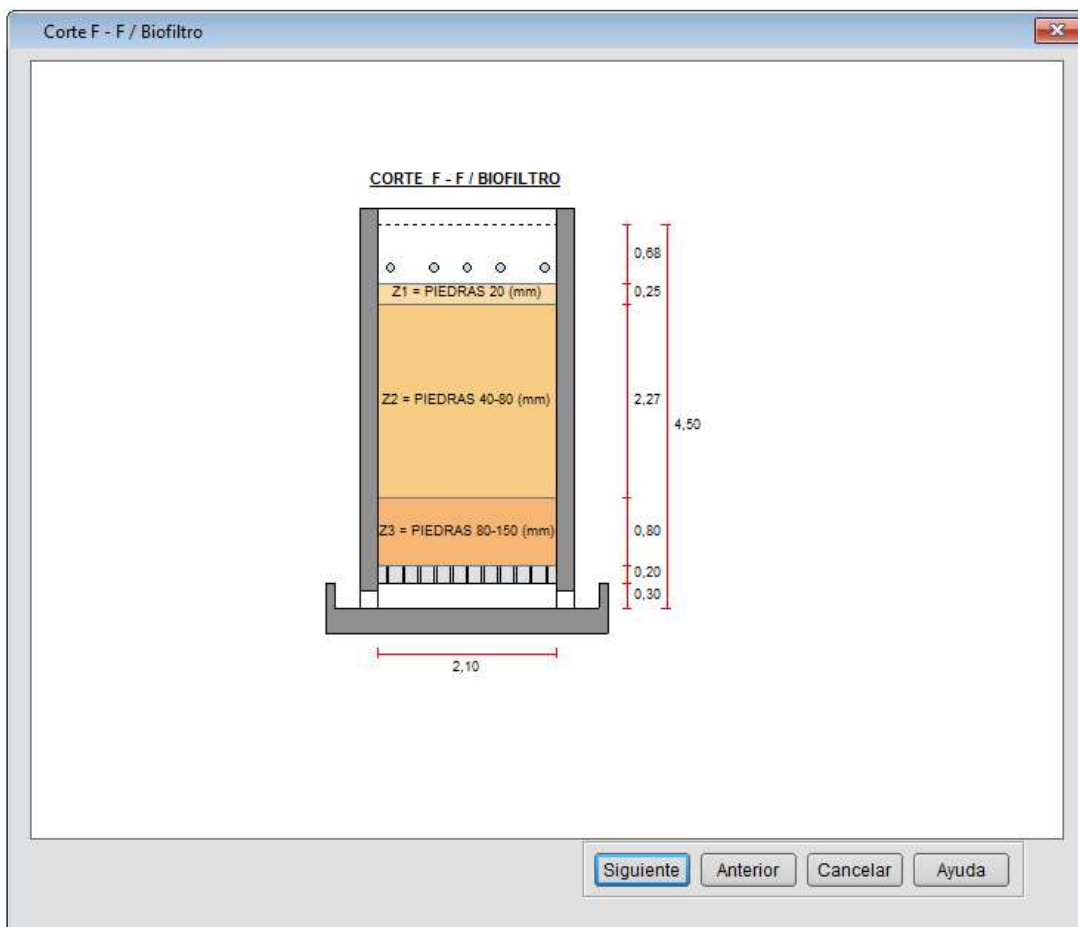 Corte F - F / Biofiltro
CORTE F - F / BIOFILTRO
0,68
Z1 = PIEDRAS 20 (mm)
0,25
Z2 = PIEDRAS 40-80 (mm)
2,27
4,50
Z3 = PIEDRAS 80-150 (mm)
0,80
0,20
0,30
2,10
Siguiente
Anterior
Cancelar
Ayuda